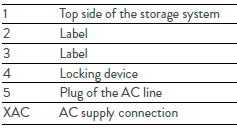 1 Top side of the storage system
2 Label
3 Label
4 Locking device
5 Plug of the AC line
XAC AC supply connection